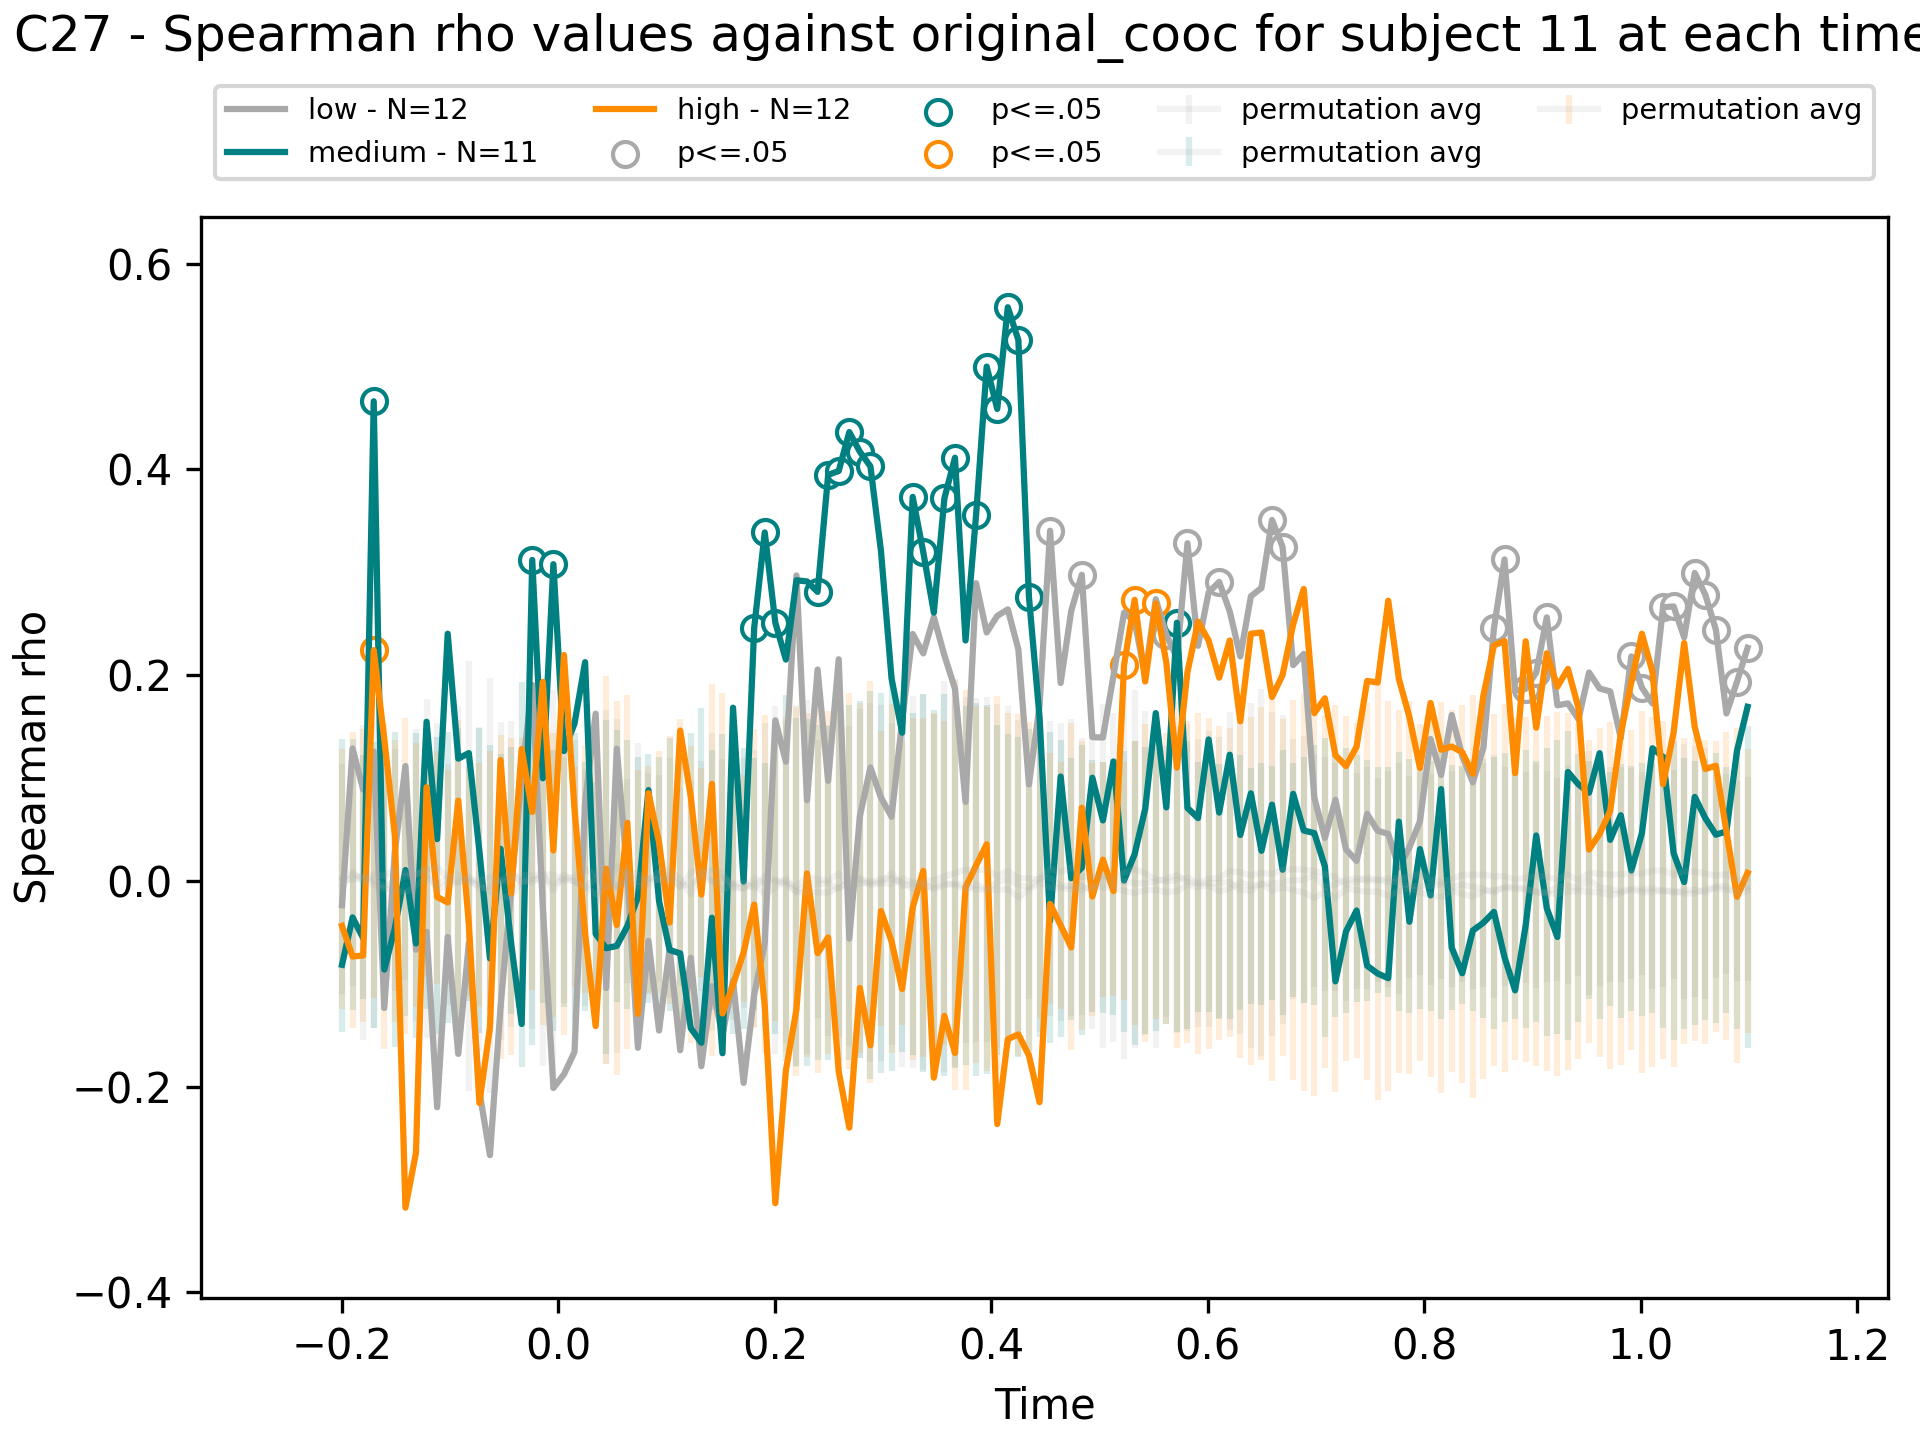 C27 - Spearman rho values against original_cooc for subject 11 at each time
low - N=12 high - N=12 p<=.05 permutation avg permutation avg
medium - N=11 p<=.05 p<=.05 permutation avg
Spearman rho
0.6
0.4
0.2
0.0
−0.2
−0.4
−0.2 0.0 0.2 0.4 0.6 0.8 1.0 1.2
Time